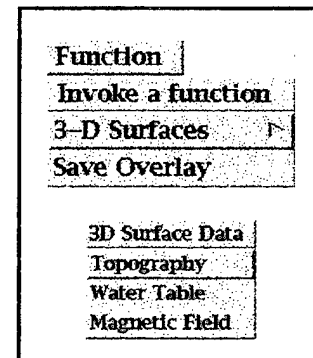 Function
Invoke a function
3–D Surfaces
Save Overlay
3D Surface Data
Topography
Water Table
Magnetic Field